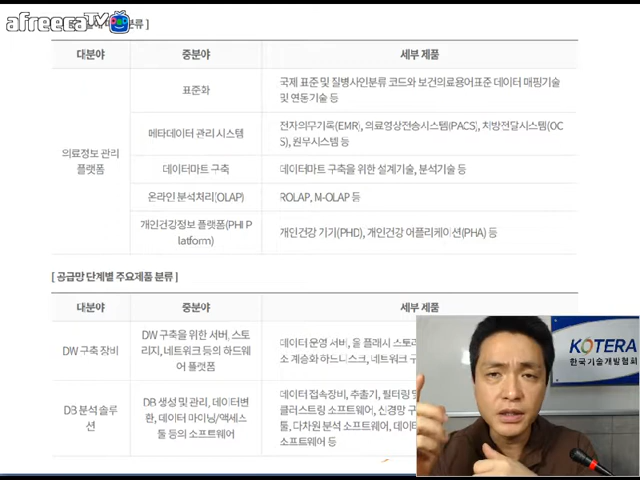 afreecaTV
분류 ]
대분야 중분야 세부 제품
의료정보 관리
플랫폼
표준화
국제 표준 및 질병사인분류 코드와 보건의료용어표준 데이터 매핑기술
및 연동기술 등
메타데이터 관리 시스템
전자의무기록(EMR), 의료영상전송시스템(PACS), 처방전달시스템(OC
S), 원무시스템 등
데이터마트 구축
데이터마트 구축을 위한 설계기술, 분석기술 등
온라인 분석처리(OLAP)
ROLAP, M-OLAP 등
개인건강정보 플랫폼(PHI P
latform)
개인건강 기기(PHD), 개인건강 어플리케이션(PHA) 등
[ 공급망 단계별 주요제품 분류 ]
대분야 중분야 세부 제품
DW 구축 장비
DW 구축을 위한 서버, 스토
리지, 네트워크 등의 하드웨
어 플랫폼
데이터 운영 서버, 올 플래시 스토
소 계층화 하드디스크, 네트워크
DB 분석 솔루
션
DB 생성 및 관리, 데이터변
환, 데이터 마이닝/액세스
툴 등의 소프트웨어
데이터 접속장비, 추출기, 필터링
클러스터링 소프트웨어, 신경망
툴, 다차원 분석 소프트웨어,
소프트웨어 등
KOTERA
한국기술개발협회